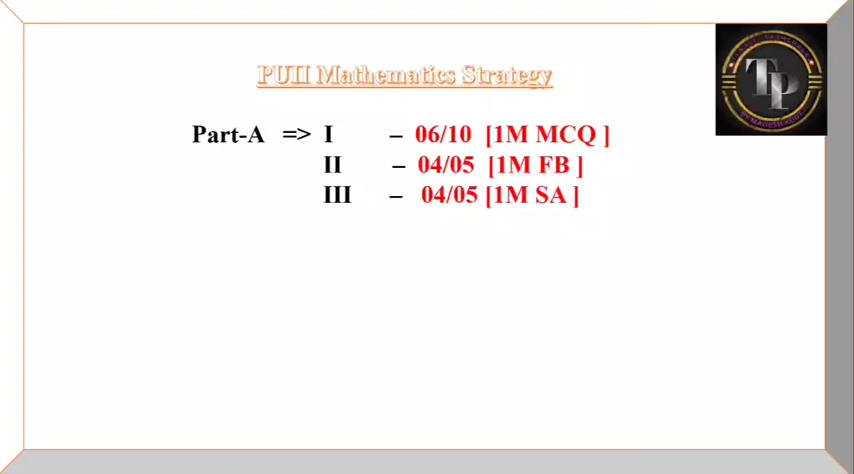 PUII Mathematics Strategy
Part-A => I – 06/10 [1M MCQ ]
II – 04/05 [1M FB ]
III – 04/05 [1M SA ]
TP